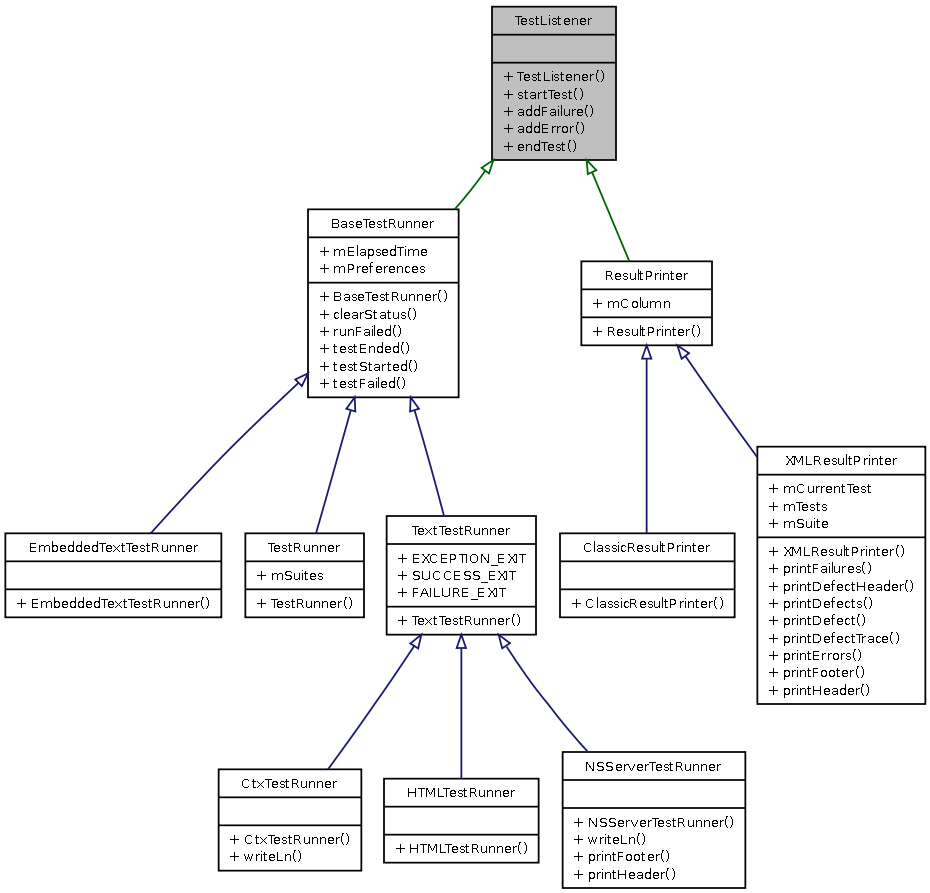 TestListener
+ TestListener()
+ startTest()
+ addFailure()
+ addError()
+ endTest()
BaseTestRunner
+ mElapsedTime
+ mPreferences
+ BaseTestRunner()
+ clearStatus()
+ runFailed()
+ testEnded()
+ testStarted()
+ testFailed()
ResultPrinter
+ mColumn
+ ResultPrinter()
EmbeddedTextTestRunner
+ EmbeddedTextTestRunner()
TestRunner
+ mSuites
+ TestRunner()
TextTestRunner
+ EXCEPTION_EXIT
+ SUCCESS_EXIT
+ FAILURE_EXIT
+ TextTestRunner()
ClassicResultPrinter
+ ClassicResultPrinter()
XMLResultPrinter
+ mCurrentTest
+ mTests
+ mSuite
+ XMLResultPrinter()
+ printFailures()
+ printDefectHeader()
+ printDefects()
+ printDefect()
+ printDefectTrace()
+ printErrors()
+ printFooter()
+ printHeader()
CtxTestRunner
+ CtxTestRunner()
+ writeLn()
HTMLTestRunner
+ HTMLTestRunner()
NSServerTestRunner
+ NSServerTestRunner()
+ writeLn()
+ printFooter()
+ printHeader()